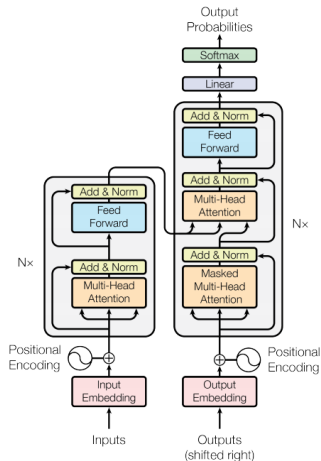 Output
Probabilities
Softmax
Linear
Add & Norm
Feed
Forward
Add & Norm
Multi-Head
Attention
Add & Norm
Masked
Multi-Head
Attention
Nx
Add & Norm
Feed
Forward
Add & Norm
Multi-Head
Attention
Nx
Positional
Encoding
Positional
Encoding
Input
Embedding
Output
Embedding
Inputs
Outputs
(shifted right)